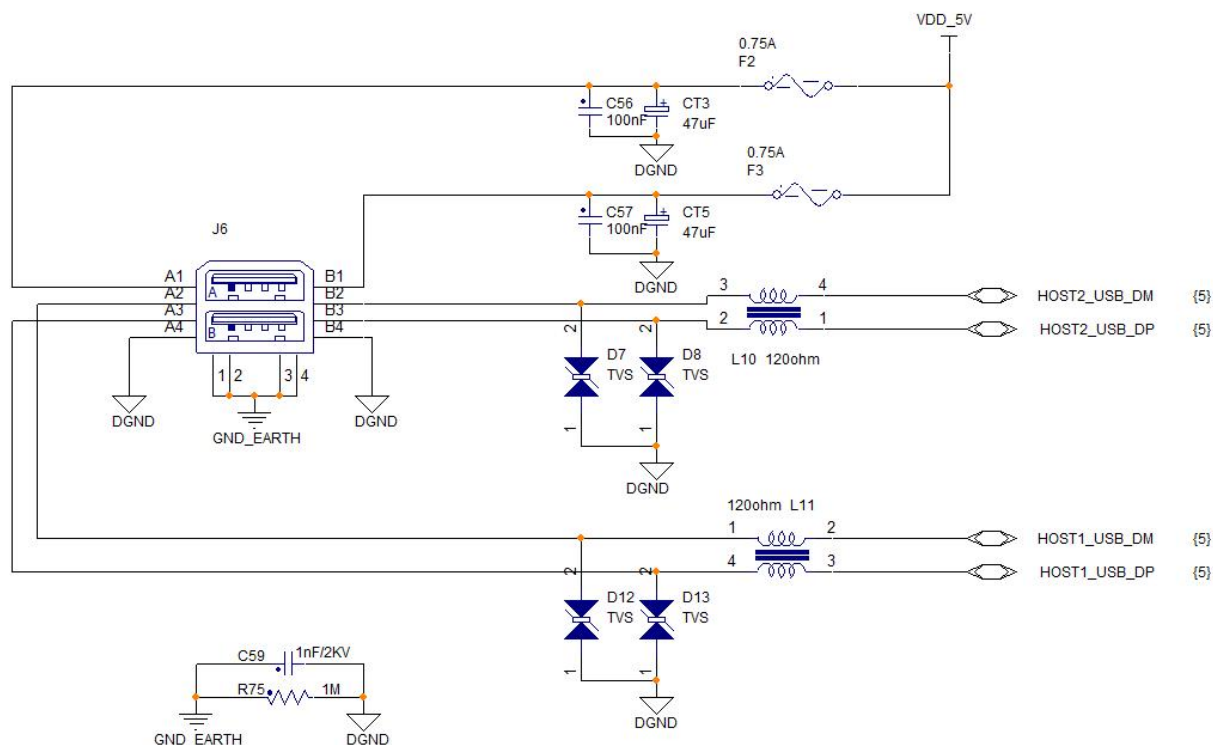 VDD_5V
0.75A
F2
C56
100nF
CT3
47uF
DGND
0.75A
F3
C57
100nF
CT5
47uF
DGND
J6
A1
A2
A3
A4
B1
B2
B3
B4
A
B
1
2
3
4
DGND
GND_EARTH
DGND
3
4
HOST2_USB_DM {5}
2
1
HOST2_USB_DP {5}
L10 120ohm
2
2
D7
TVS
D8
TVS
1
1
DGND
120ohm L11
1
2
HOST1_USB_DM {5}
4
3
HOST1_USB_DP {5}
2
2
D12
TVS
D13
TVS
1
1
DGND
C59
1nF/2KV
R75
1M
GND_EARTH
DGND